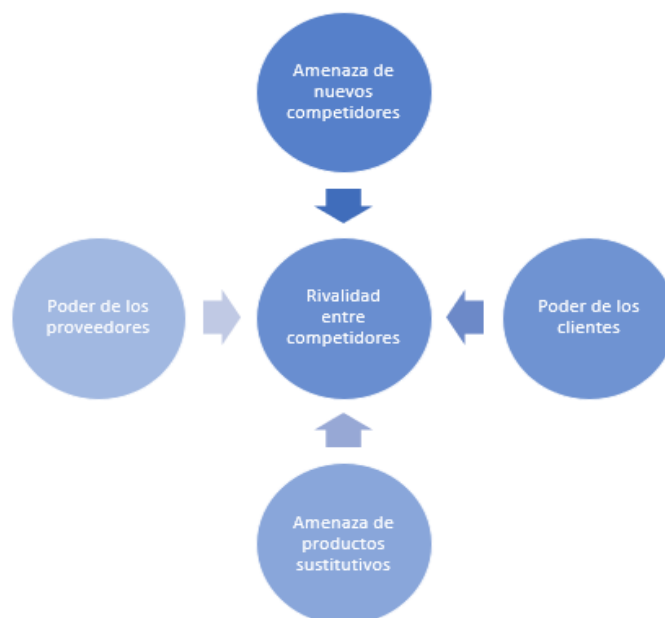 Amenaza de
nuevos
competidores
Poder de los
proveedores
Rivalidad
entre
competidores
Poder de los
clientes
Amenaza de
productos
sustitutivos